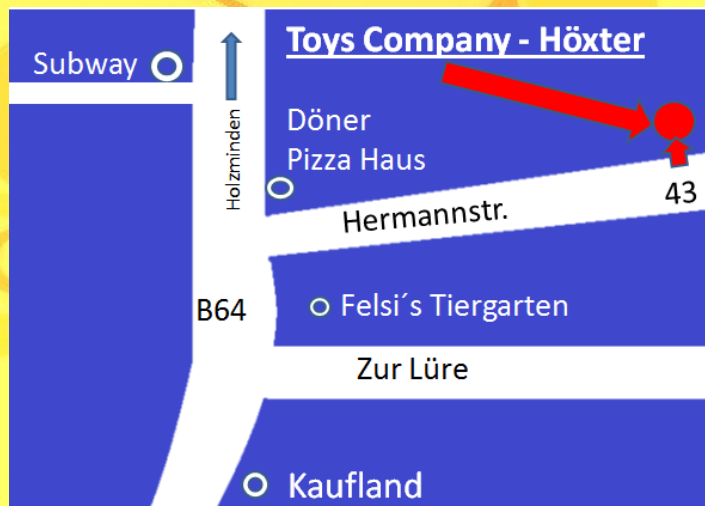 Toys Company - Höxter
Subway
Holzminden
Döner
Pizza Haus
43
Hermannstr.
B64
Felsi´s Tiergarten
Zur Lüre
Kaufland